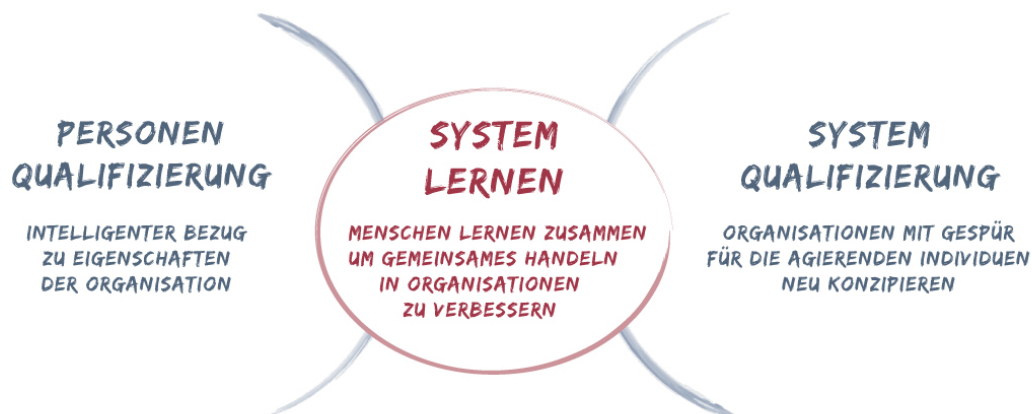 PERSONEN
QUALIFIZIERUNG
INTELLIGENTER BEZUG
ZU EIGENSCHAFTEN
DER ORGANISATION
SYSTEM
LERNEN
MENSCHEN LERNEN ZUSAMMEN
UM GEMEINSAMES HANDELN
IN ORGANISATIONEN
ZU VERBESSERN
SYSTEM
QUALIFIZIERUNG
ORGANISATIONEN MIT GESPÜR
FÜR DIE AGIERENDEN INDIVIDUEN
NEU KONZIPIEREN